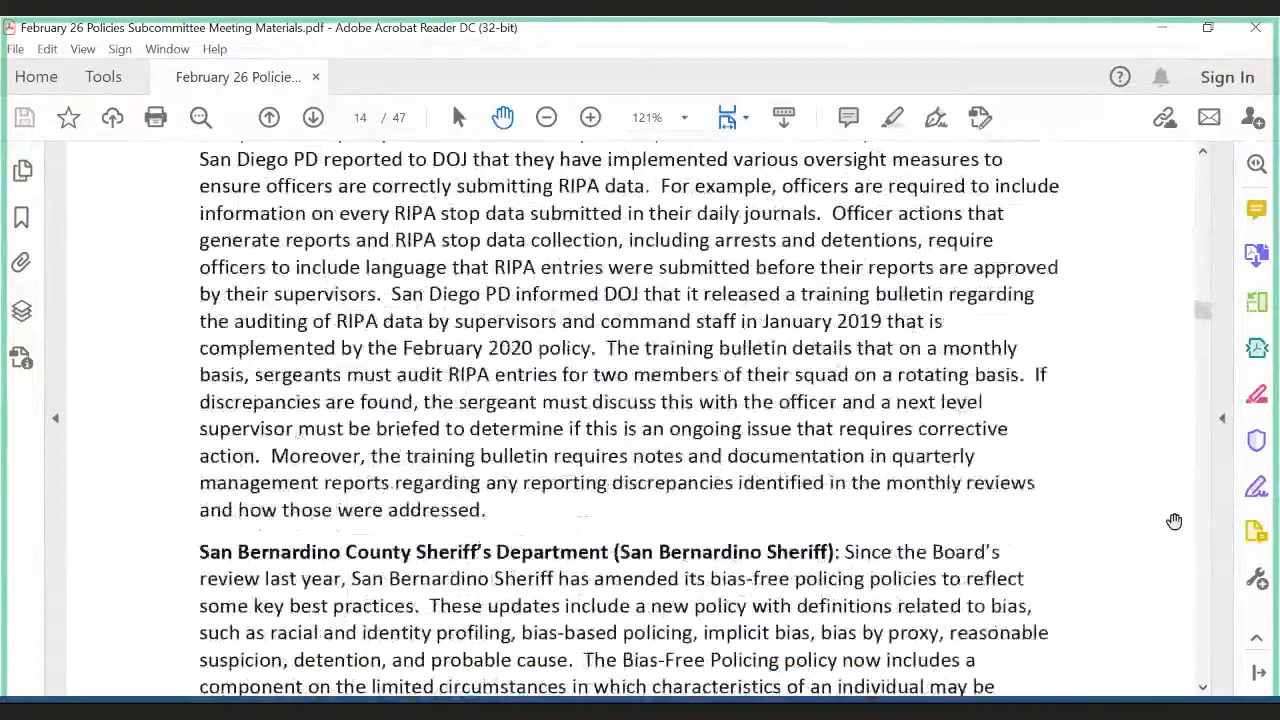 February 26 Policies Subcommittee Meeting Materials.pdf - Adobe Acrobat Reader DC (32-bit)
File Edit View Sign Window Help
Home Tools February 26 Policie... × Sign In
14 / 47 121%
San Diego PD reported to DOJ that they have implemented various oversight measures to
ensure officers are correctly submitting RIPA data. For example, officers are required to include
information on every RIPA stop data submitted in their daily journals. Officer actions that
generate reports and RIPA stop data collection, including arrests and detentions, require
officers to include language that RIPA entries were submitted before their reports are approved
by their supervisors. San Diego PD informed DOJ that it released a training bulletin regarding
the auditing of RIPA data by supervisors and command staff in January 2019 that is
complemented by the February 2020 policy. The training bulletin details that on a monthly
basis, sergeants must audit RIPA entries for two members of their squad on a rotating basis. If
discrepancies are found, the sergeant must discuss this with the officer and a next level
supervisor must be briefed to determine if this is an ongoing issue that requires corrective
action. Moreover, the training bulletin requires notes and documentation in quarterly
management reports regarding any reporting discrepancies identified in the monthly reviews
and how those were addressed.
San Bernardino County Sheriff's Department (San Bernardino Sheriff): Since the Board's
review last year, San Bernardino Sheriff has amended its bias-free policing policies to reflect
some key best practices. These updates include a new policy with definitions related to bias,
such as racial and identity profiling, bias-based policing, implicit bias, bias by proxy, reasonable
suspicion, detention, and probable cause. The Bias-Free Policing policy now includes a
component on the limited circumstances in which characteristics of an individual may be